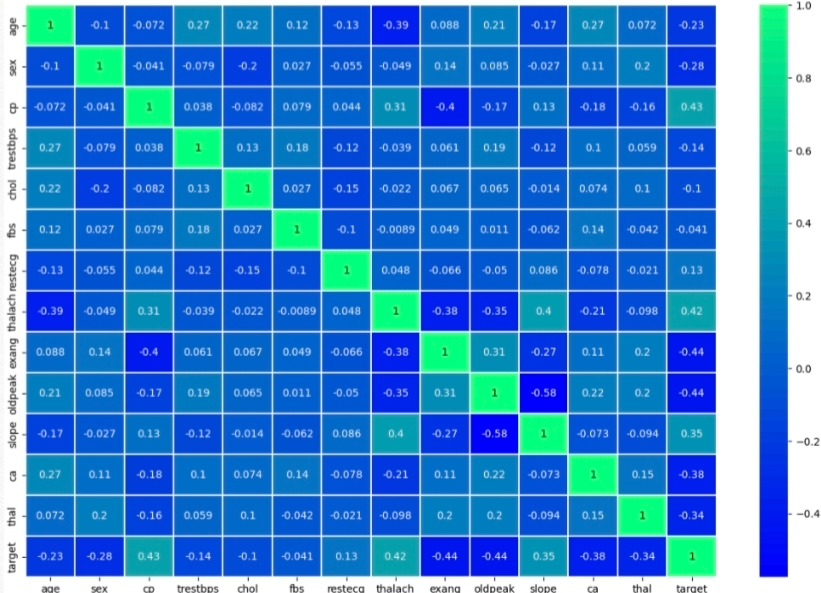 age 1 -0.1 -0.072 0.27 0.22 0.12 -0.13 -0.39 0.088 0.21 -0.17 0.27 0.072 -0.23
sex -0.1 1 -0.041 -0.079 -0.2 0.027 -0.055 -0.049 0.14 0.085 -0.027 0.11 0.2 -0.28
cp -0.072 -0.041 1 0.038 -0.082 0.079 0.044 0.31 -0.4 -0.17 0.13 -0.18 -0.16 0.43
trestbps 0.27 -0.079 0.038 1 0.13 0.18 -0.12 -0.039 0.061 0.19 -0.12 0.1 0.059 -0.14
chol 0.22 -0.2 -0.082 0.13 1 0.027 -0.15 -0.022 0.067 0.065 -0.014 0.074 0.1 -0.1
fbs 0.12 0.027 0.079 0.18 0.027 1 -0.1 -0.0089 0.049 0.011 -0.062 0.14 -0.042 -0.041
restecg -0.13 -0.055 0.044 -0.12 -0.15 -0.1 1 0.048 -0.066 -0.05 0.086 -0.078 -0.021 0.13
thalach -0.39 -0.049 0.31 -0.039 -0.022 -0.0089 0.048 1 -0.38 -0.35 0.4 -0.21 -0.098 0.42
exang 0.088 0.14 -0.4 0.061 0.067 0.049 -0.066 -0.38 1 0.31 -0.27 0.11 0.2 -0.44
oldpeak 0.21 0.085 -0.17 0.19 0.065 0.011 -0.05 -0.35 0.31 1 -0.58 0.22 0.2 -0.44
slope -0.17 -0.027 0.13 -0.12 -0.014 -0.062 0.086 0.4 -0.27 -0.58 1 -0.073 -0.094 0.35
ca 0.27 0.11 -0.18 0.1 0.074 0.14 -0.078 -0.21 0.11 0.22 -0.073 1 0.15 -0.38
thal 0.072 0.2 -0.16 0.059 0.1 -0.042 -0.021 -0.098 0.2 0.2 -0.094 0.15 1 -0.34
target -0.23 -0.28 0.43 -0.14 -0.1 -0.041 0.13 0.42 -0.44 -0.44 0.35 -0.38 -0.34 1
age sex cp trestbps chol fbs restecg thalach exang oldpeak slope ca thal target
1.0
0.8
0.6
0.4
0.2
0.0
−0.2
−0.4